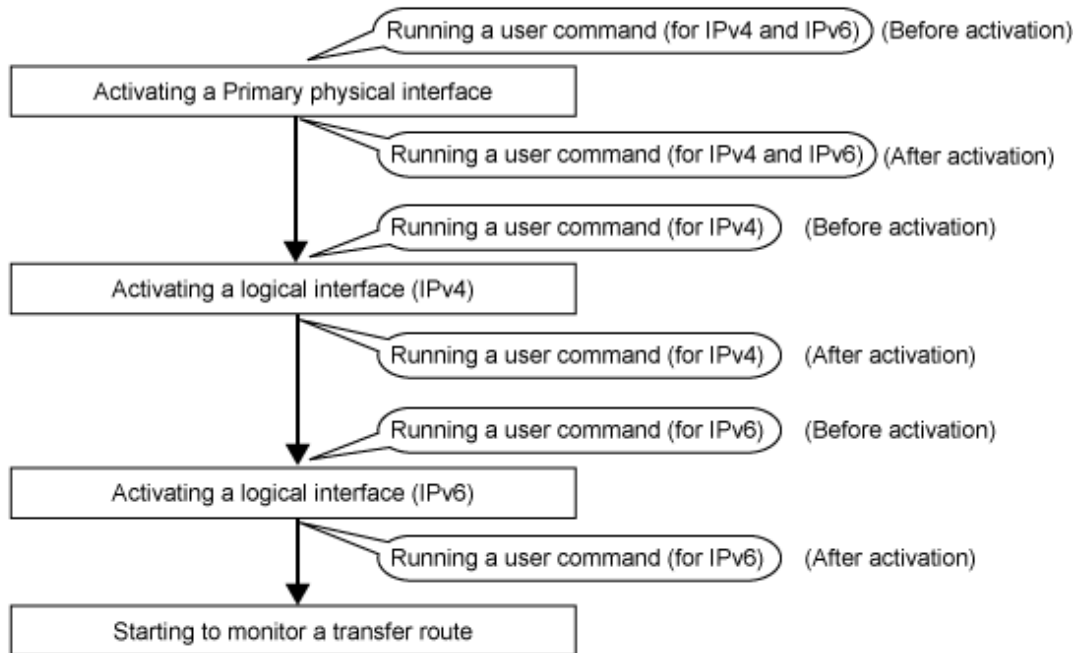 Running a user command (for IPv4 and IPv6) (Before activation)
Activating a Primary physical interface
Running a user command (for IPv4 and IPv6) (After activation)
Running a user command (for IPv4) (Before activation)
Activating a logical interface (IPv4)
Running a user command (for IPv4) (After activation)
Running a user command (for IPv6) (Before activation)
Activating a logical interface (IPv6)
Running a user command (for IPv6) (After activation)
Starting to monitor a transfer route